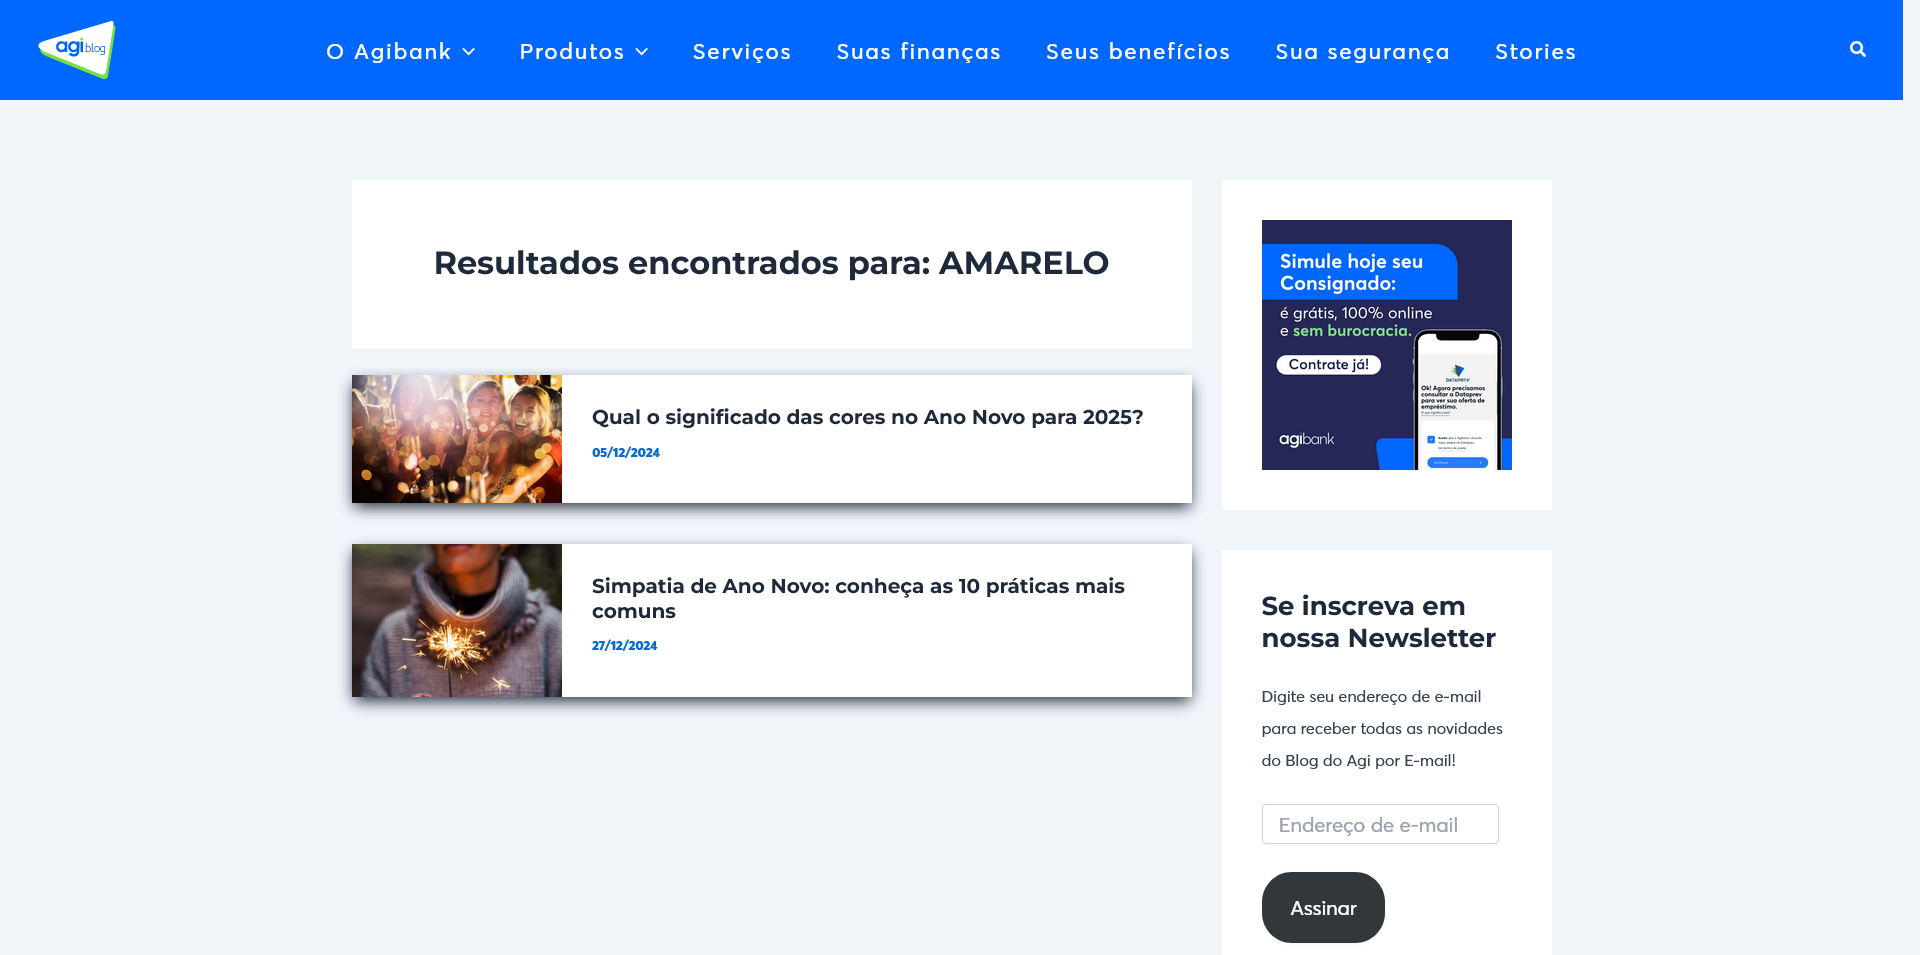 agi blog
O Agibank
Produtos
Serviços
Suas finanças
Seus benefícios
Sua segurança
Stories
Resultados encontrados para: AMARELO
Qual o significado das cores no Ano Novo para 2025?
05/12/2024
Simpatia de Ano Novo: conheça as 10 práticas mais
comuns
27/12/2024
Simule hoje seu
Consignado:
é grátis, 100% online
e sem burocracia.
Contrate já!
DATAPREV
Ok! Agora precisamos
consultar a Dataprev
para ver sua oferta de
empréstimo.
agibank
Se inscreva em
nossa Newsletter
Digite seu endereço de e-mail
para receber todas as novidades
do Blog do Agi por E-mail!
Endereço de e-mail
Assinar